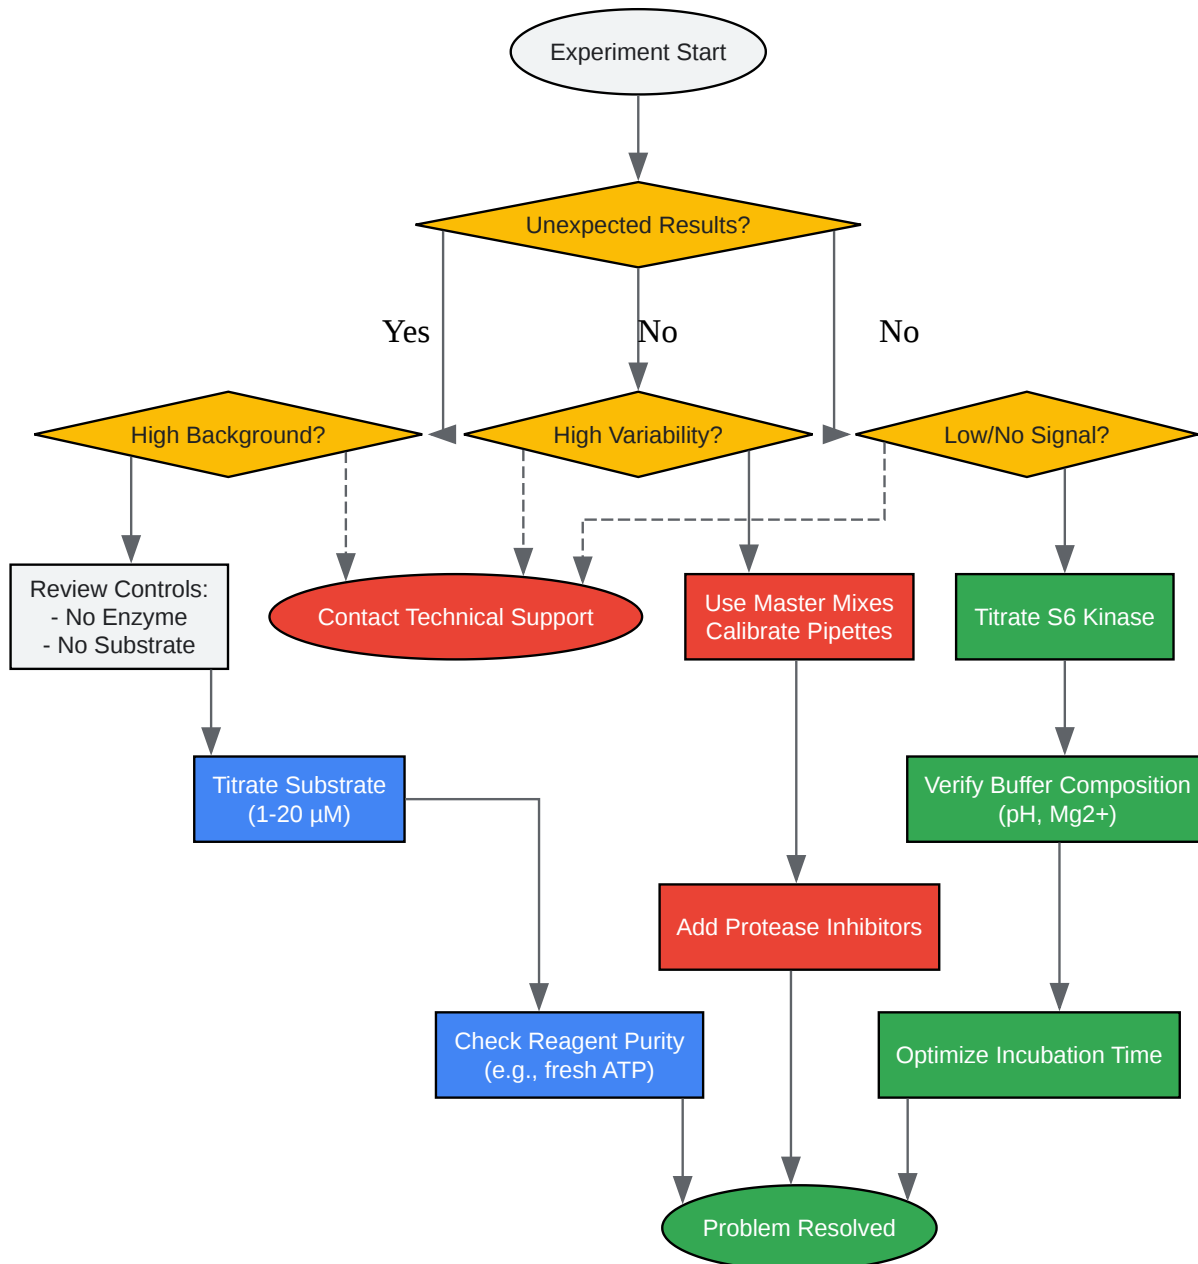 Experiment Start
Unexpected Results?
Yes
No
No
High Background?
High Variability?
Low/No Signal?
Review Controls:
- No Enzyme
- No Substrate
Contact Technical Support
Use Master Mixes
Calibrate Pipettes
Titrate S6 Kinase
Titrate Substrate
(1-20 µM)
Verify Buffer Composition
(pH, Mg2+)
Add Protease Inhibitors
Check Reagent Purity
(e.g., fresh ATP)
Optimize Incubation Time
Problem Resolved